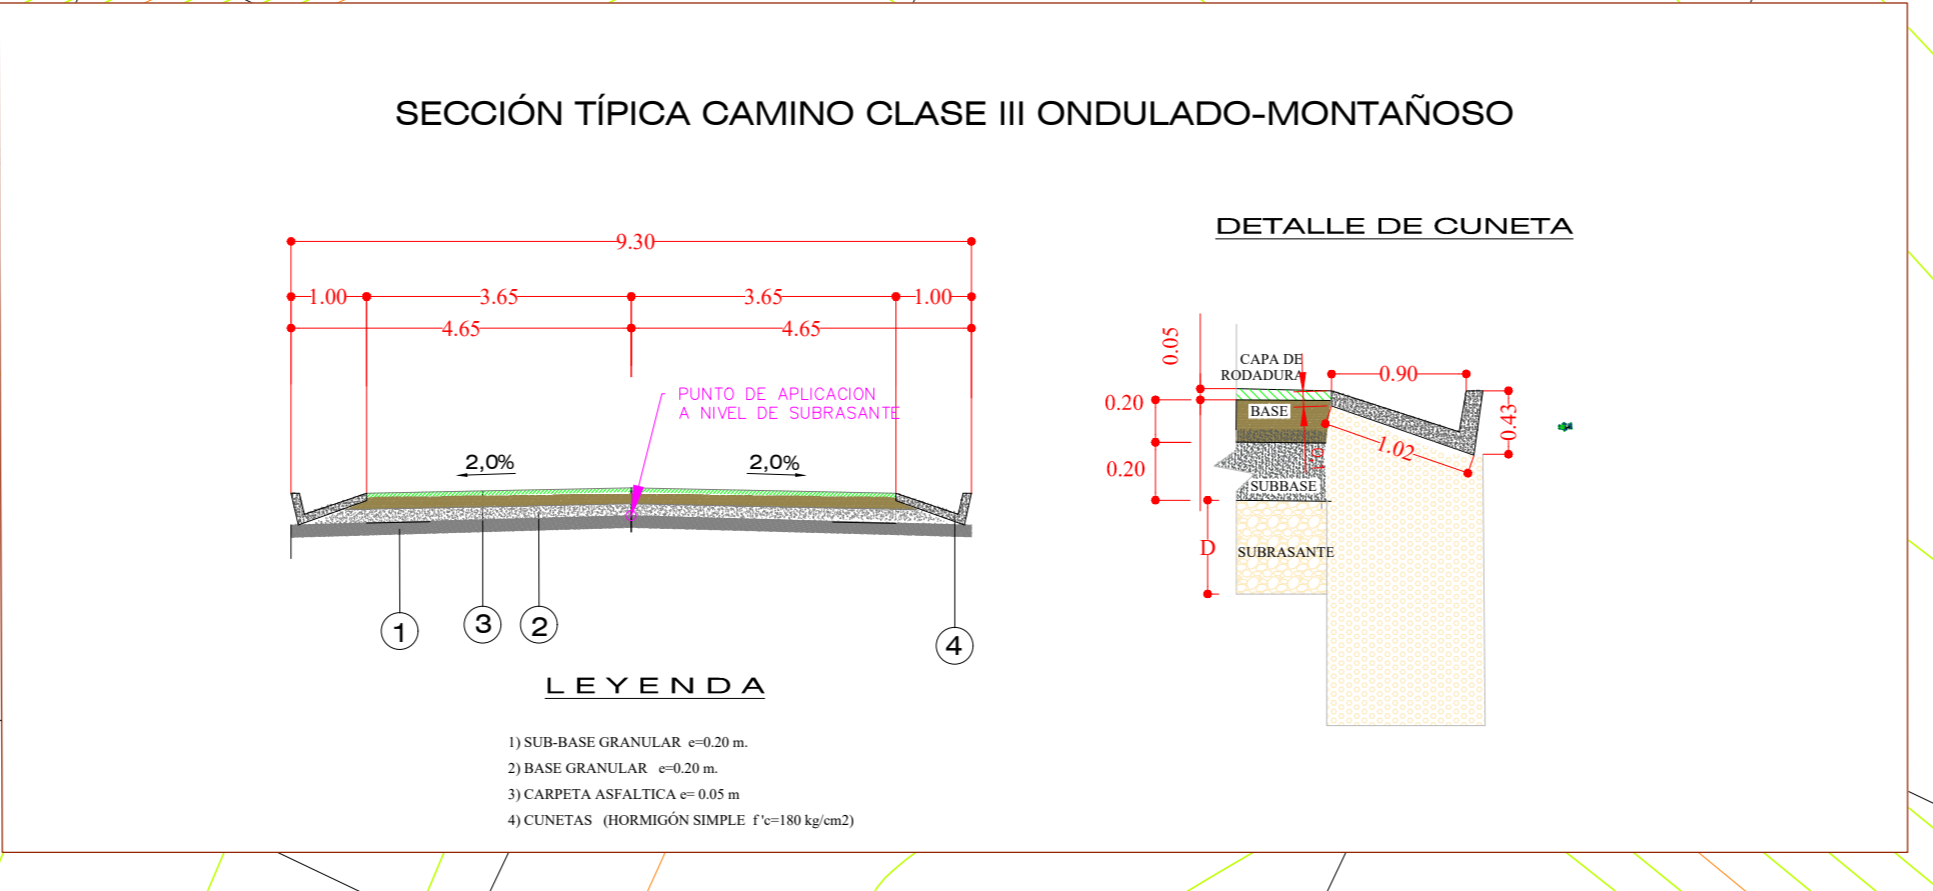 SECCIÓN TÍPICA CAMINO CLASE III ONDULADO-MONTAÑOSO
9.30
1.00 3.65 3.65 1.00
4.65 4.65
PUNTO DE APLICACION
A NIVEL DE SUBRASANTE
2,0% 2,0%
1 3 2 4
LEYENDA
1) SUB-BASE GRANULAR e=0.20 m.
2) BASE GRANULAR e=0.20 m.
3) CARPETA ASFALTICA e= 0.05 m
4) CUNETAS (HORMIGÓN SIMPLE f'c=180 kg/cm2)
DETALLE DE CUNETA
0.05
CAPA DE
RODADURA
0.90
0.20
BASE
0.43
1.02
0.20
SUBBASE
D
SUBRASANTE